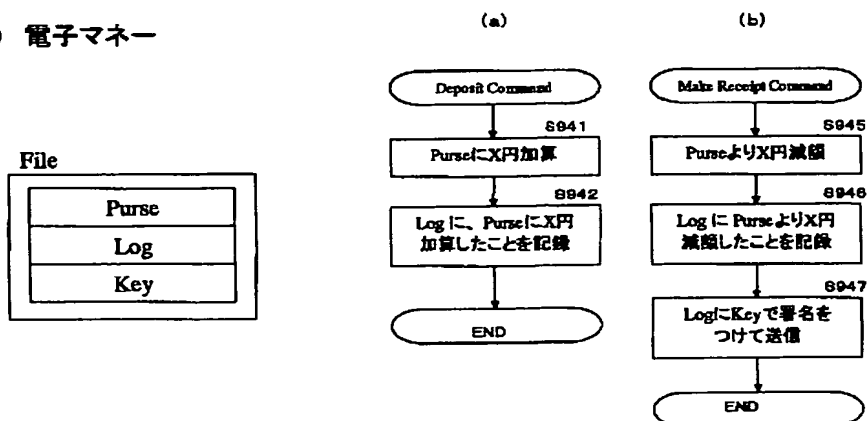 ) 電子マネー
File
Purse
Log
Key
(a)
Deposit Command
S941
PurseにX円加算
S942
Log に、PurseにX円
加算したことを記録
END
(b)
Make Receipt Command
S945
PurseよりX円減額
S946
Log に PurseよりX円
減額したことを記録
S947
LogにKeyで署名を
つけて送信
END